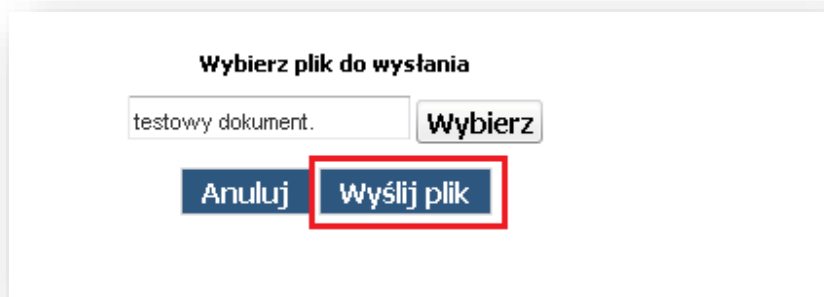 Wybierz plik do wysłania
testowy dokument. Wybierz
Anuluj Wyślij plik